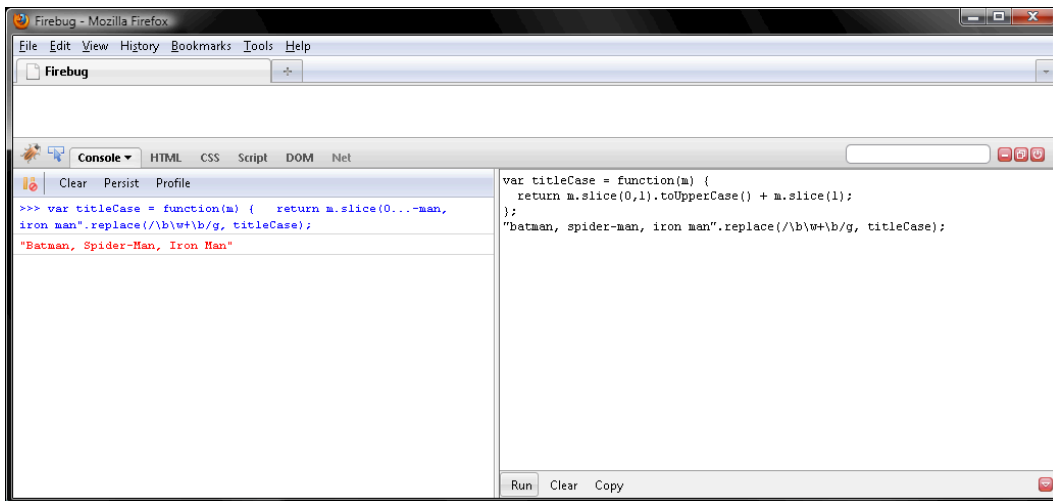 Firebug - Mozilla Firefox
File Edit View History Bookmarks Tools Help
Firebug
Console HTML CSS Script DOM Net
Clear Persist Profile
>>> var titleCase = function(m) {   return m.slice(0...-man,
iron man".replace(/\b\w+\b/g, titleCase);
"Batman, Spider-Man, Iron Man"
var titleCase = function(m) {
  return m.slice(0,1).toUpperCase() + m.slice(1);
};
"batman, spider-man, iron man".replace(/\b\w+\b/g, titleCase);
Run Clear Copy